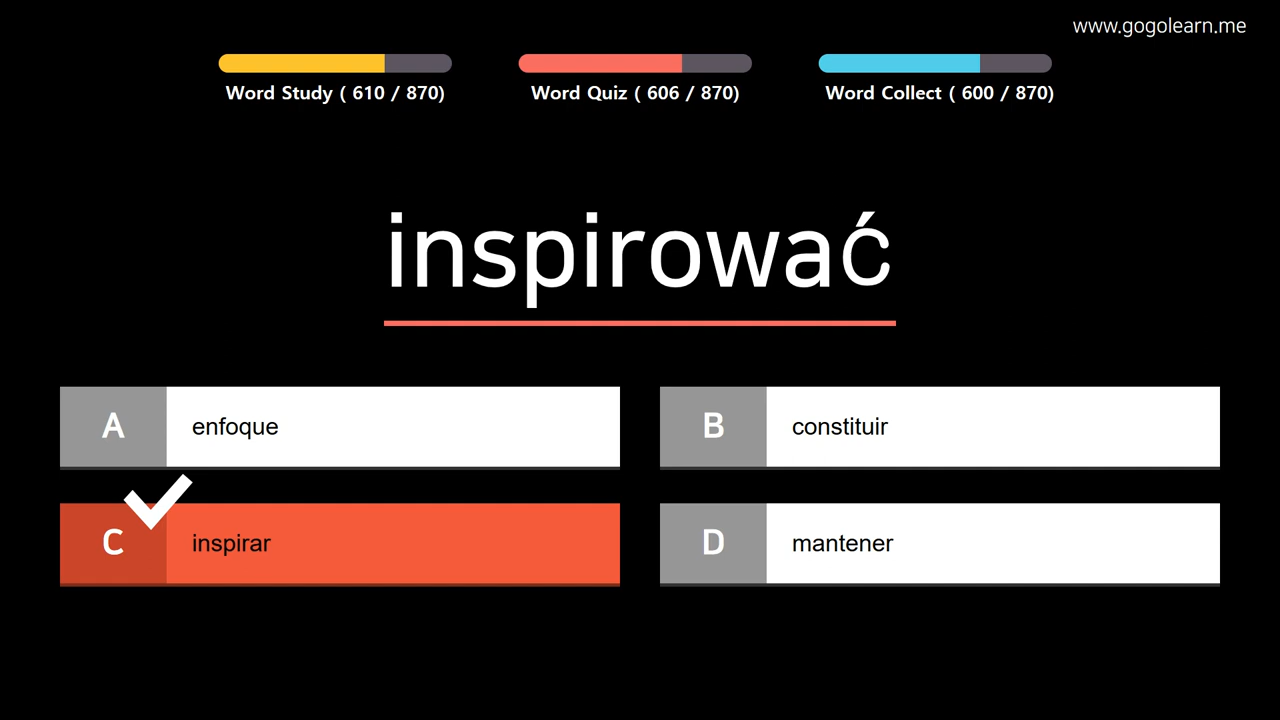 www.gogolearn.me
Word Study ( 610 / 870)
Word Quiz ( 606 / 870)
Word Collect ( 600 / 870)
inspirować
A enfoque
B constituir
C inspirar
D mantener